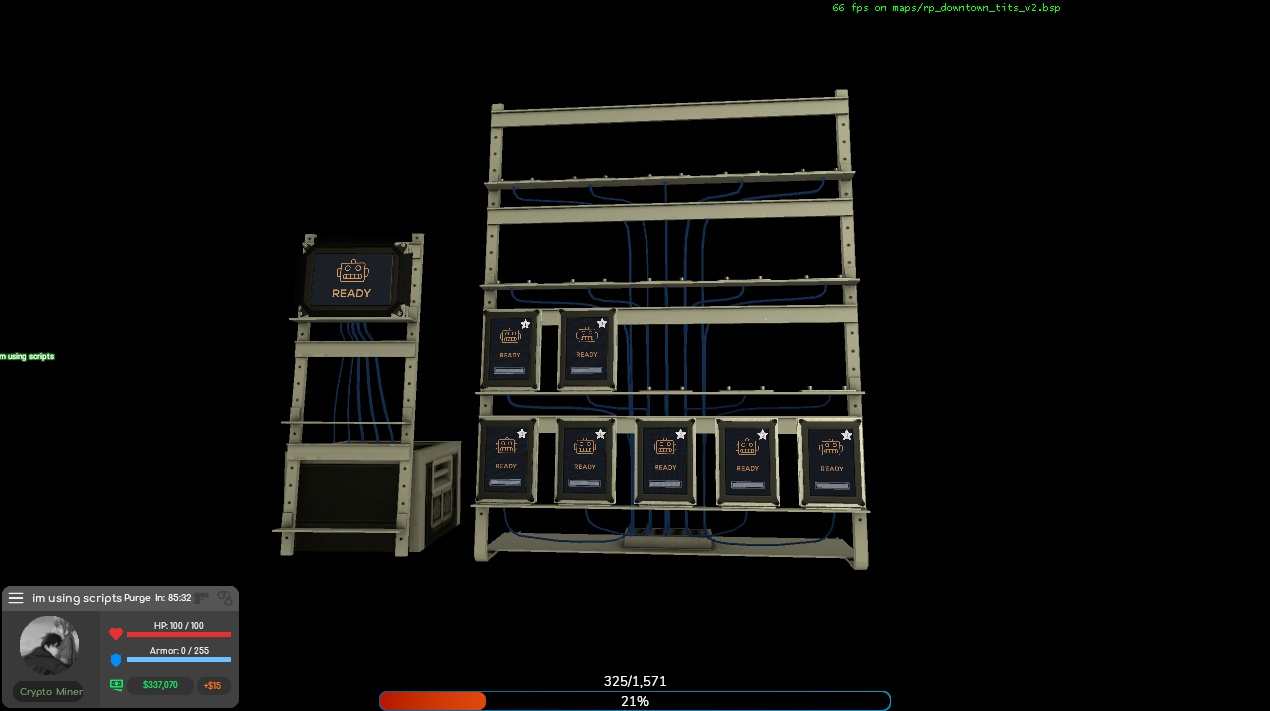 66 fps on maps/rp_downtown_tits_v2.bsp
READY
READY
READY
m using scripts
READY
READY
READY
READY
READY
im using scripts Purge In: 85:32
HP: 100 / 100
Armor: 0 / 255
Crypto Miner
$337,070
+$15
325/1,571
21%